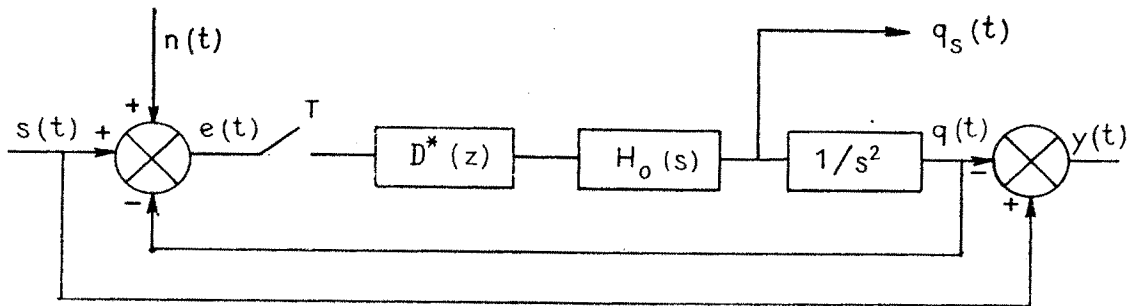 n(t)
q_s(t)
+
s(t)
+
e(t)
T
D*(z)
H_o(s)
1/s²
q(t)
y(t)
−
−
+